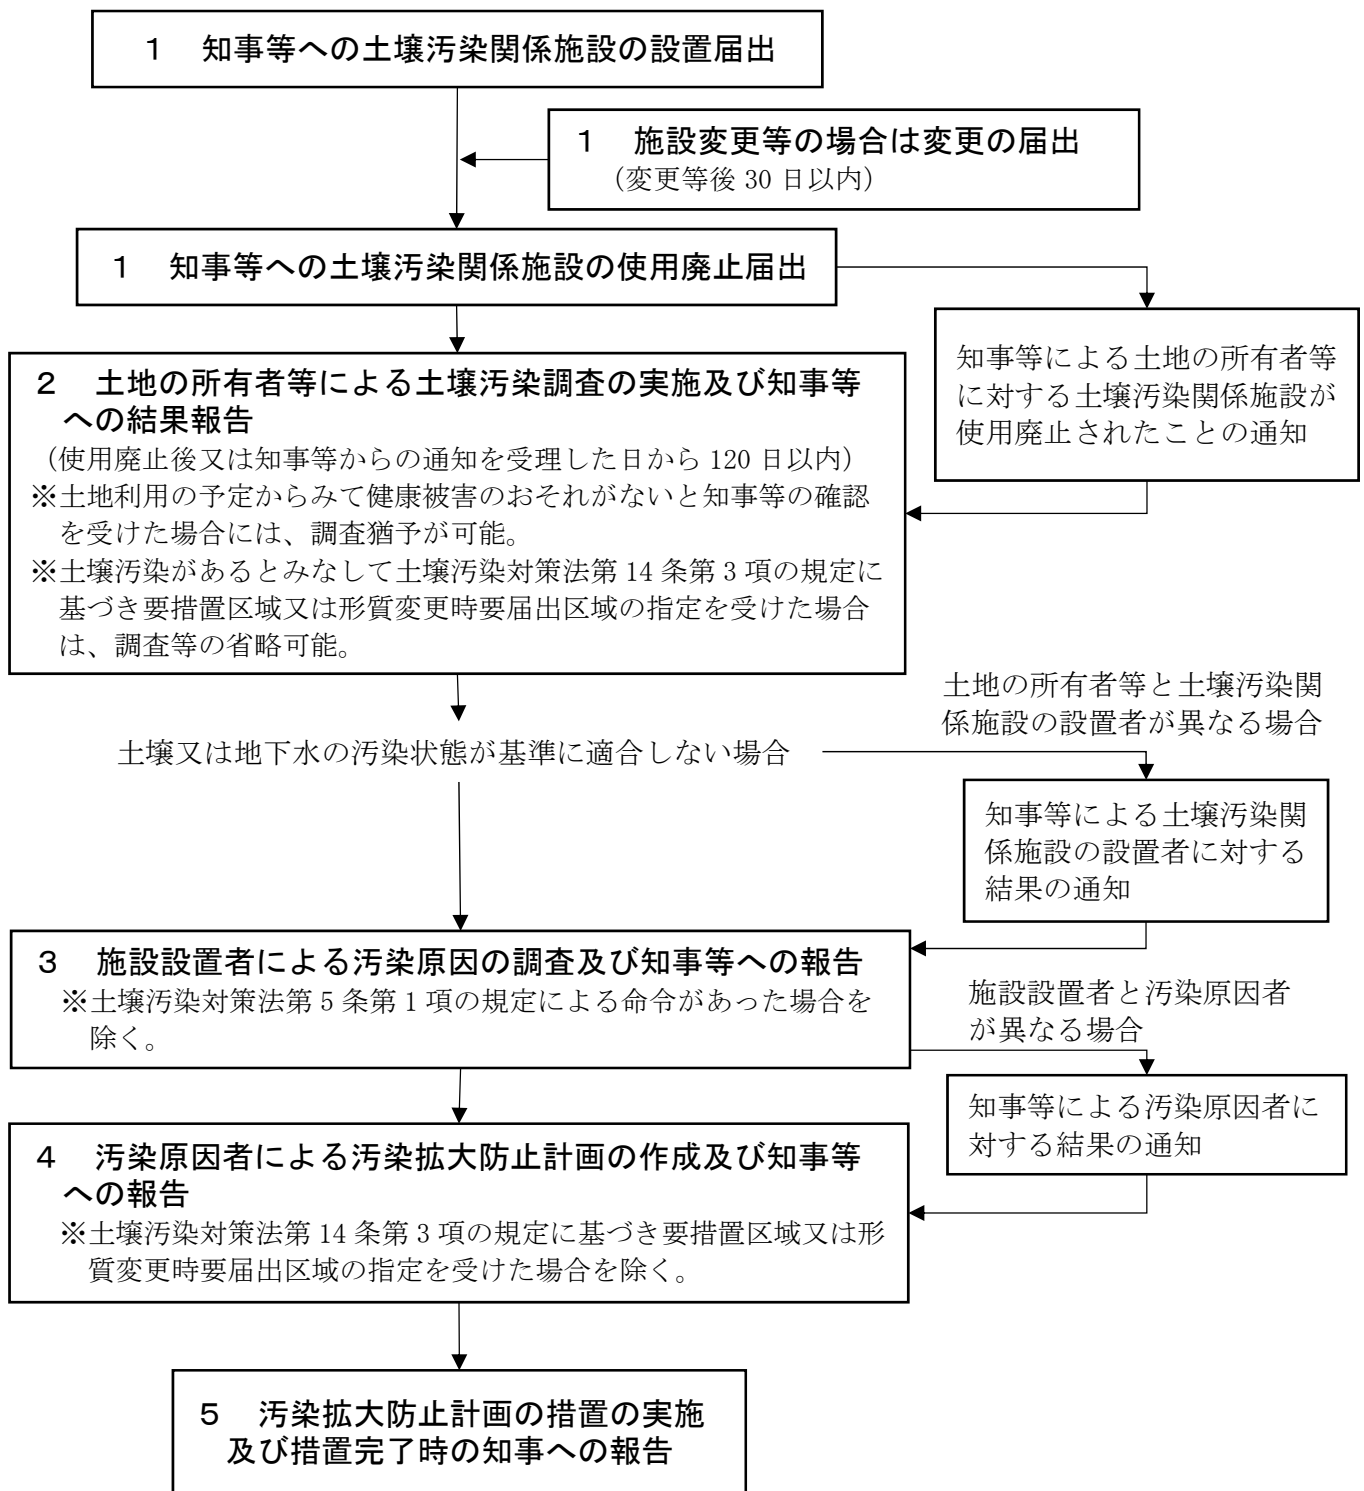 １　知事等への土壌汚染関係施設の設置届出
１　施設変更等の場合は変更の届出
（変更等後 30 日以内）
１　知事等への土壌汚染関係施設の使用廃止届出
知事等による土地の所有者等
に対する土壌汚染関係施設が
使用廃止されたことの通知
２　土地の所有者等による土壌汚染調査の実施及び知事等
への結果報告
（使用廃止後又は知事等からの通知を受理した日から 120 日以内）
※土地利用の予定からみて健康被害のおそれがないと知事等の確認
を受けた場合には、調査猶予が可能。
※土壌汚染があるとみなして土壌汚染対策法第 14 条第 3 項の規定に
基づき要措置区域又は形質変更時要届出区域の指定を受けた場合
は、調査等の省略可能。
土地の所有者等と土壌汚染関
係施設の設置者が異なる場合
土壌又は地下水の汚染状態が基準に適合しない場合
知事等による土壌汚染関
係施設の設置者に対する
結果の通知
３　施設設置者による汚染原因の調査及び知事等への報告
※土壌汚染対策法第 5 条第 1 項の規定による命令があった場合を
除く。
施設設置者と汚染原因者
が異なる場合
知事等による汚染原因者に
対する結果の通知
４　汚染原因者による汚染拡大防止計画の作成及び知事等
への報告
※土壌汚染対策法第 14 条第 3 項の規定に基づき要措置区域又は形
質変更時要届出区域の指定を受けた場合を除く。
５　汚染拡大防止計画の措置の実施
及び措置完了時の知事への報告